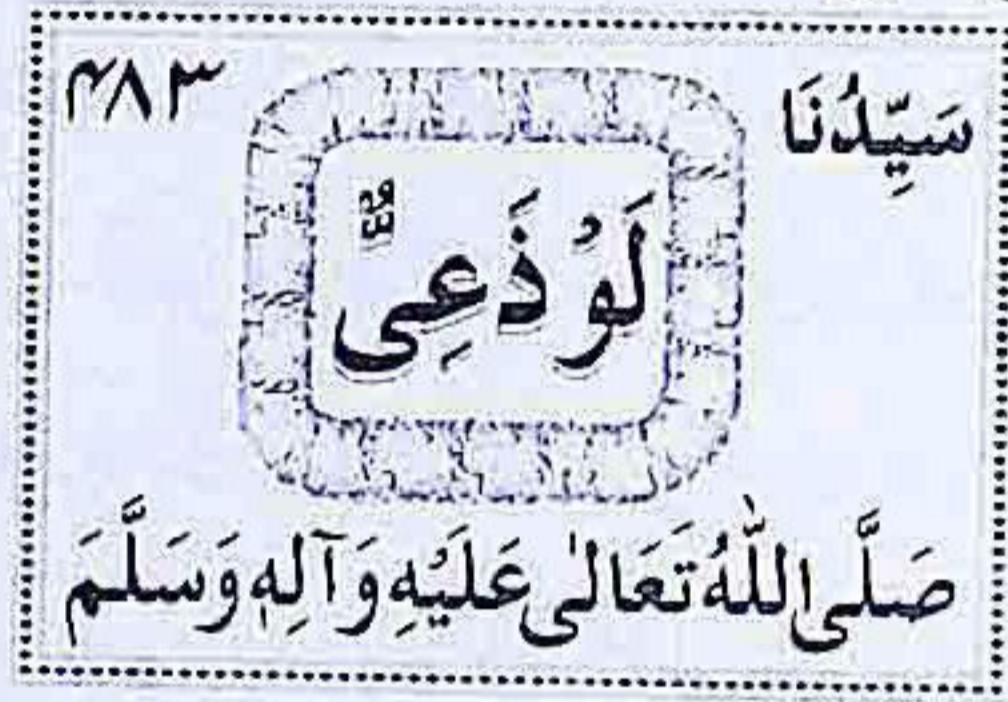 سَيِّدُنَا ۴۸۳
لَوْذَعِیٌّ
صَلَّی اللّٰهُ تَعَالٰی عَلَيْهِ وَآلِهٖ وَسَلَّمَ